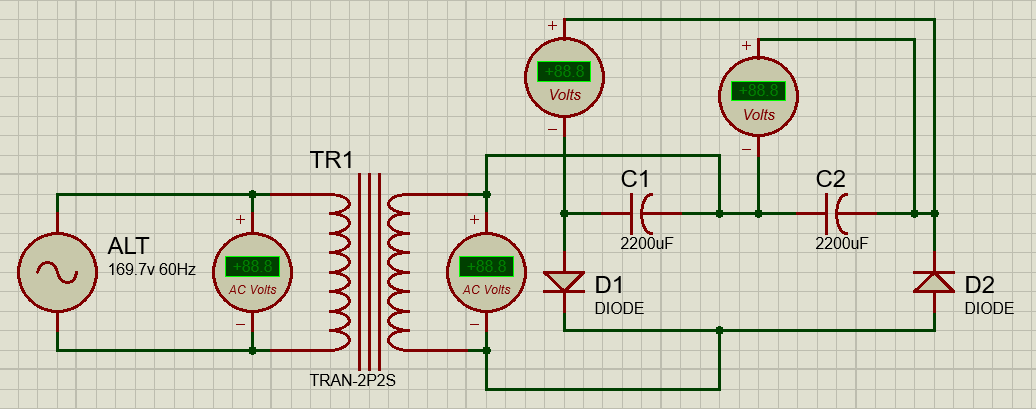 +
+88.8
Volts
−
+
+88.8
Volts
−
TR1
C1
2200uF
C2
2200uF
ALT
169.7v 60Hz
+
+88.8
AC Volts
−
+
+88.8
AC Volts
−
D1
DIODE
D2
DIODE
TRAN-2P2S